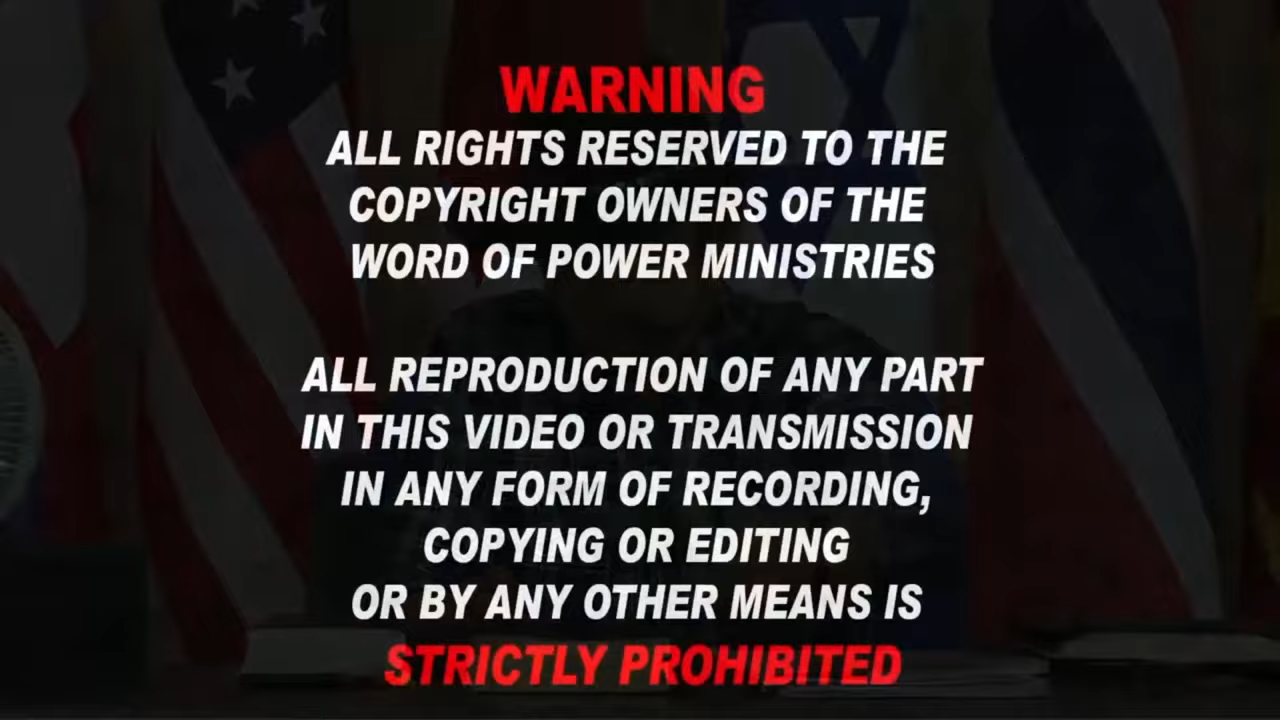 WARNING
ALL RIGHTS RESERVED TO THE
COPYRIGHT OWNERS OF THE
WORD OF POWER MINISTRIES
ALL REPRODUCTION OF ANY PART
IN THIS VIDEO OR TRANSMISSION
IN ANY FORM OF RECORDING,
COPYING OR EDITING
OR BY ANY OTHER MEANS IS
STRICTLY PROHIBITED